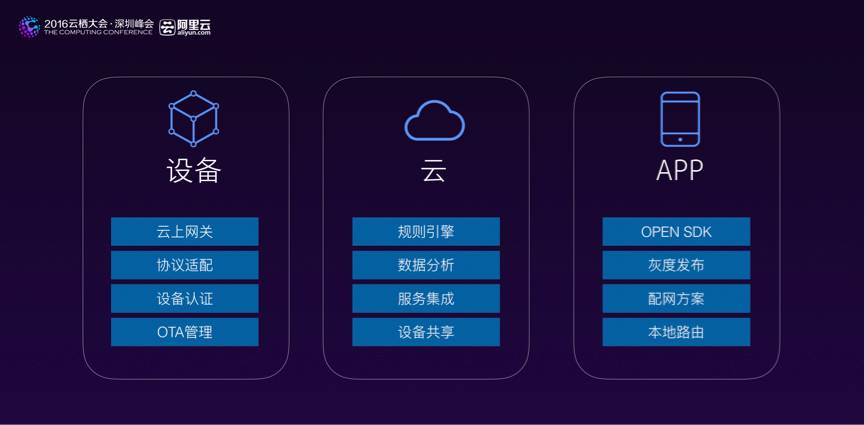 2016云栖大会·深圳峰会
THE COMPUTING CONFERENCE
阿里云
aliyun.com
设备
云上网关
协议适配
设备认证
OTA管理
云
规则引擎
数据分析
服务集成
设备共享
APP
OPEN SDK
灰度发布
配网方案
本地路由